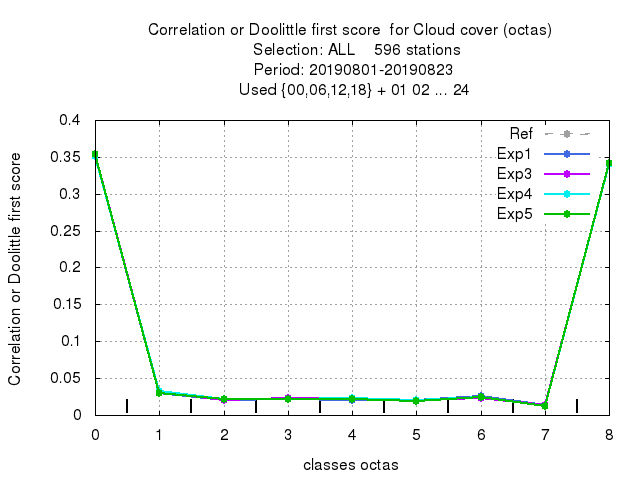 Correlation or Doolittle first score  for Cloud cover (octas)
Selection: ALL    596 stations
Period: 20190801-20190823
Used {00,06,12,18} + 01 02 ... 24
Correlation or Doolittle first score
0.4
0.35
0.3
0.25
0.2
0.15
0.1
0.05
0
Ref
Exp1
Exp3
Exp4
Exp5
0 1 2 3 4 5 6 7 8
classes octas